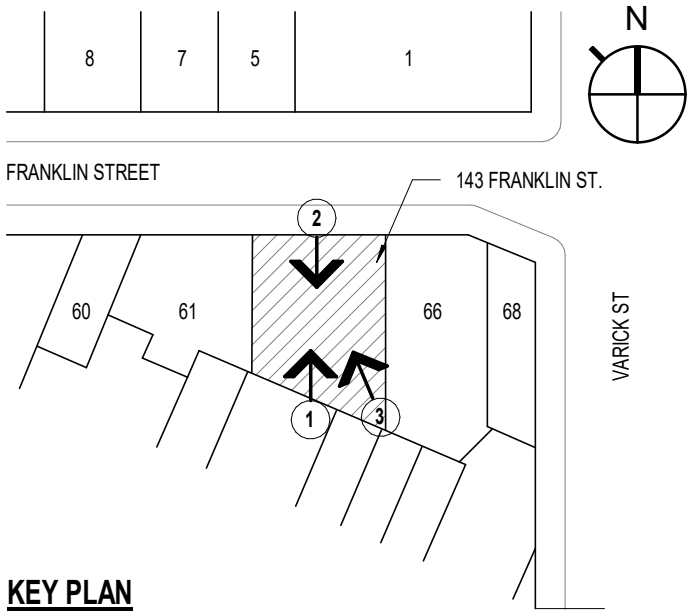 N
8 7 5 1
FRANKLIN STREET
143 FRANKLIN ST.
2
60 61 66 68
VARICK ST
1 3
KEY PLAN